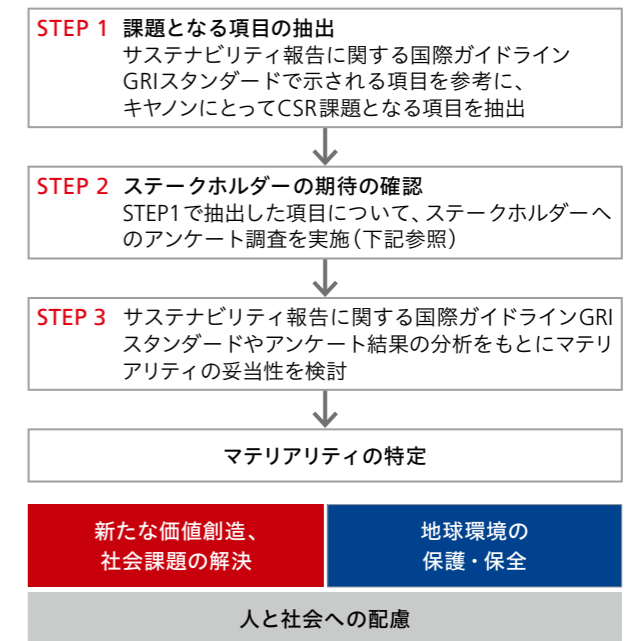 STEP 1 課題となる項目の抽出
サステナビリティ報告に関する国際ガイドライン
GRIスタンダードで示される項目を参考に、
キヤノンにとってCSR課題となる項目を抽出
STEP 2 ステークホルダーの期待の確認
STEP1で抽出した項目について、ステークホルダーへ
のアンケート調査を実施(下記参照)
STEP 3 サステナビリティ報告に関する国際ガイドラインGRI
スタンダードやアンケート結果の分析をもとにマテリ
アリティの妥当性を検討
マテリアリティの特定
新たな価値創造、
社会課題の解決
地球環境の
保護・保全
人と社会への配慮